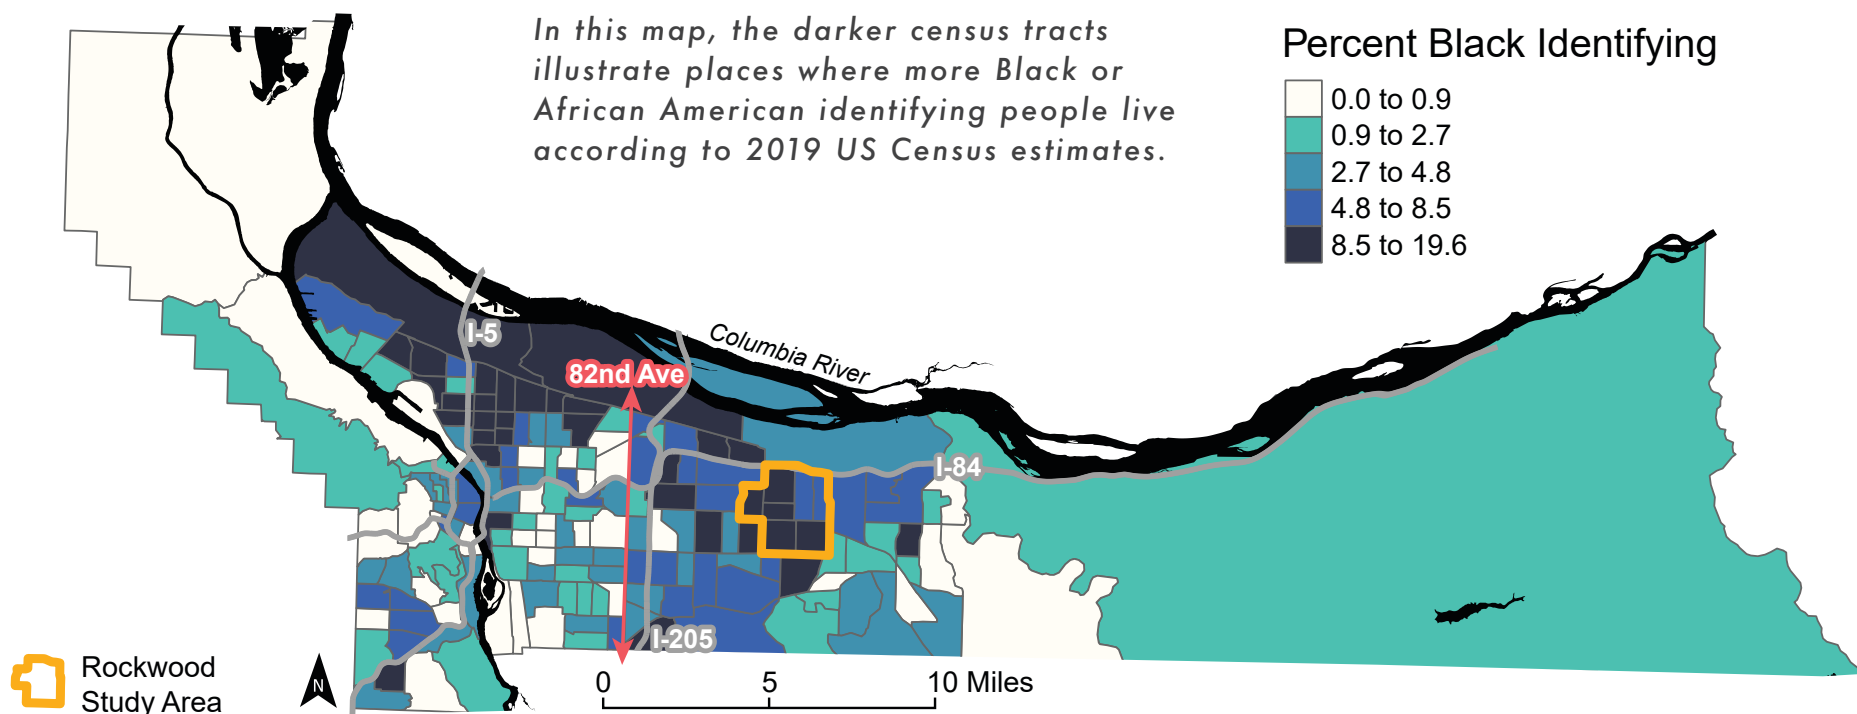 In this map, the darker census tracts
illustrate places where more Black or
African American identifying people live
according to 2019 US Census estimates.
Percent Black Identifying
0.0 to 0.9
0.9 to 2.7
2.7 to 4.8
4.8 to 8.5
8.5 to 19.6
I-5
Columbia River
82nd Ave
I-84
I-205
Rockwood
Study Area
N
0 5 10 Miles